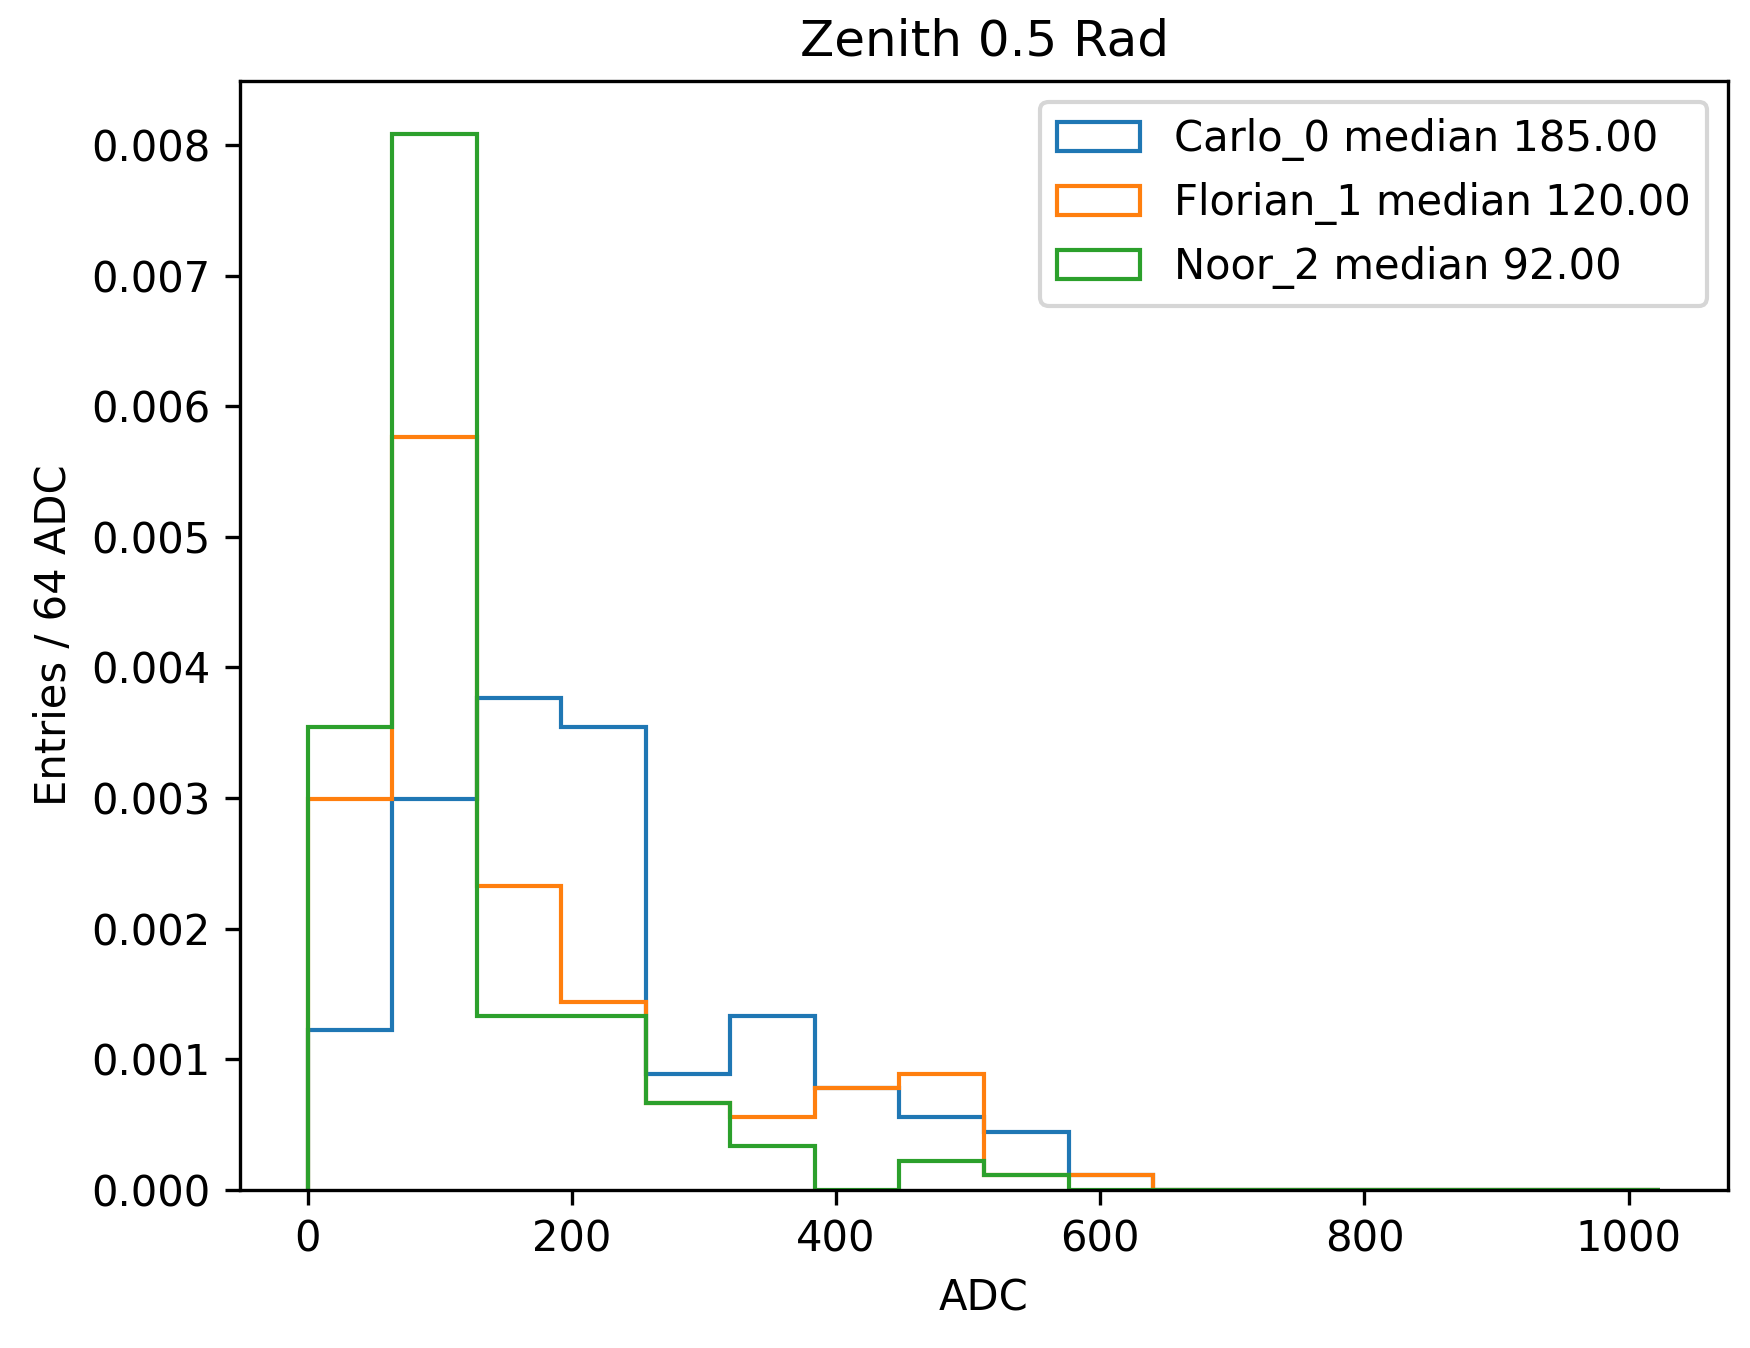 Zenith 0.5 Rad
Carlo_0 median 185.00
Florian_1 median 120.00
Noor_2 median 92.00
Entries / 64 ADC
0.008
0.007
0.006
0.005
0.004
0.003
0.002
0.001
0.000
0 200 400 600 800 1000
ADC